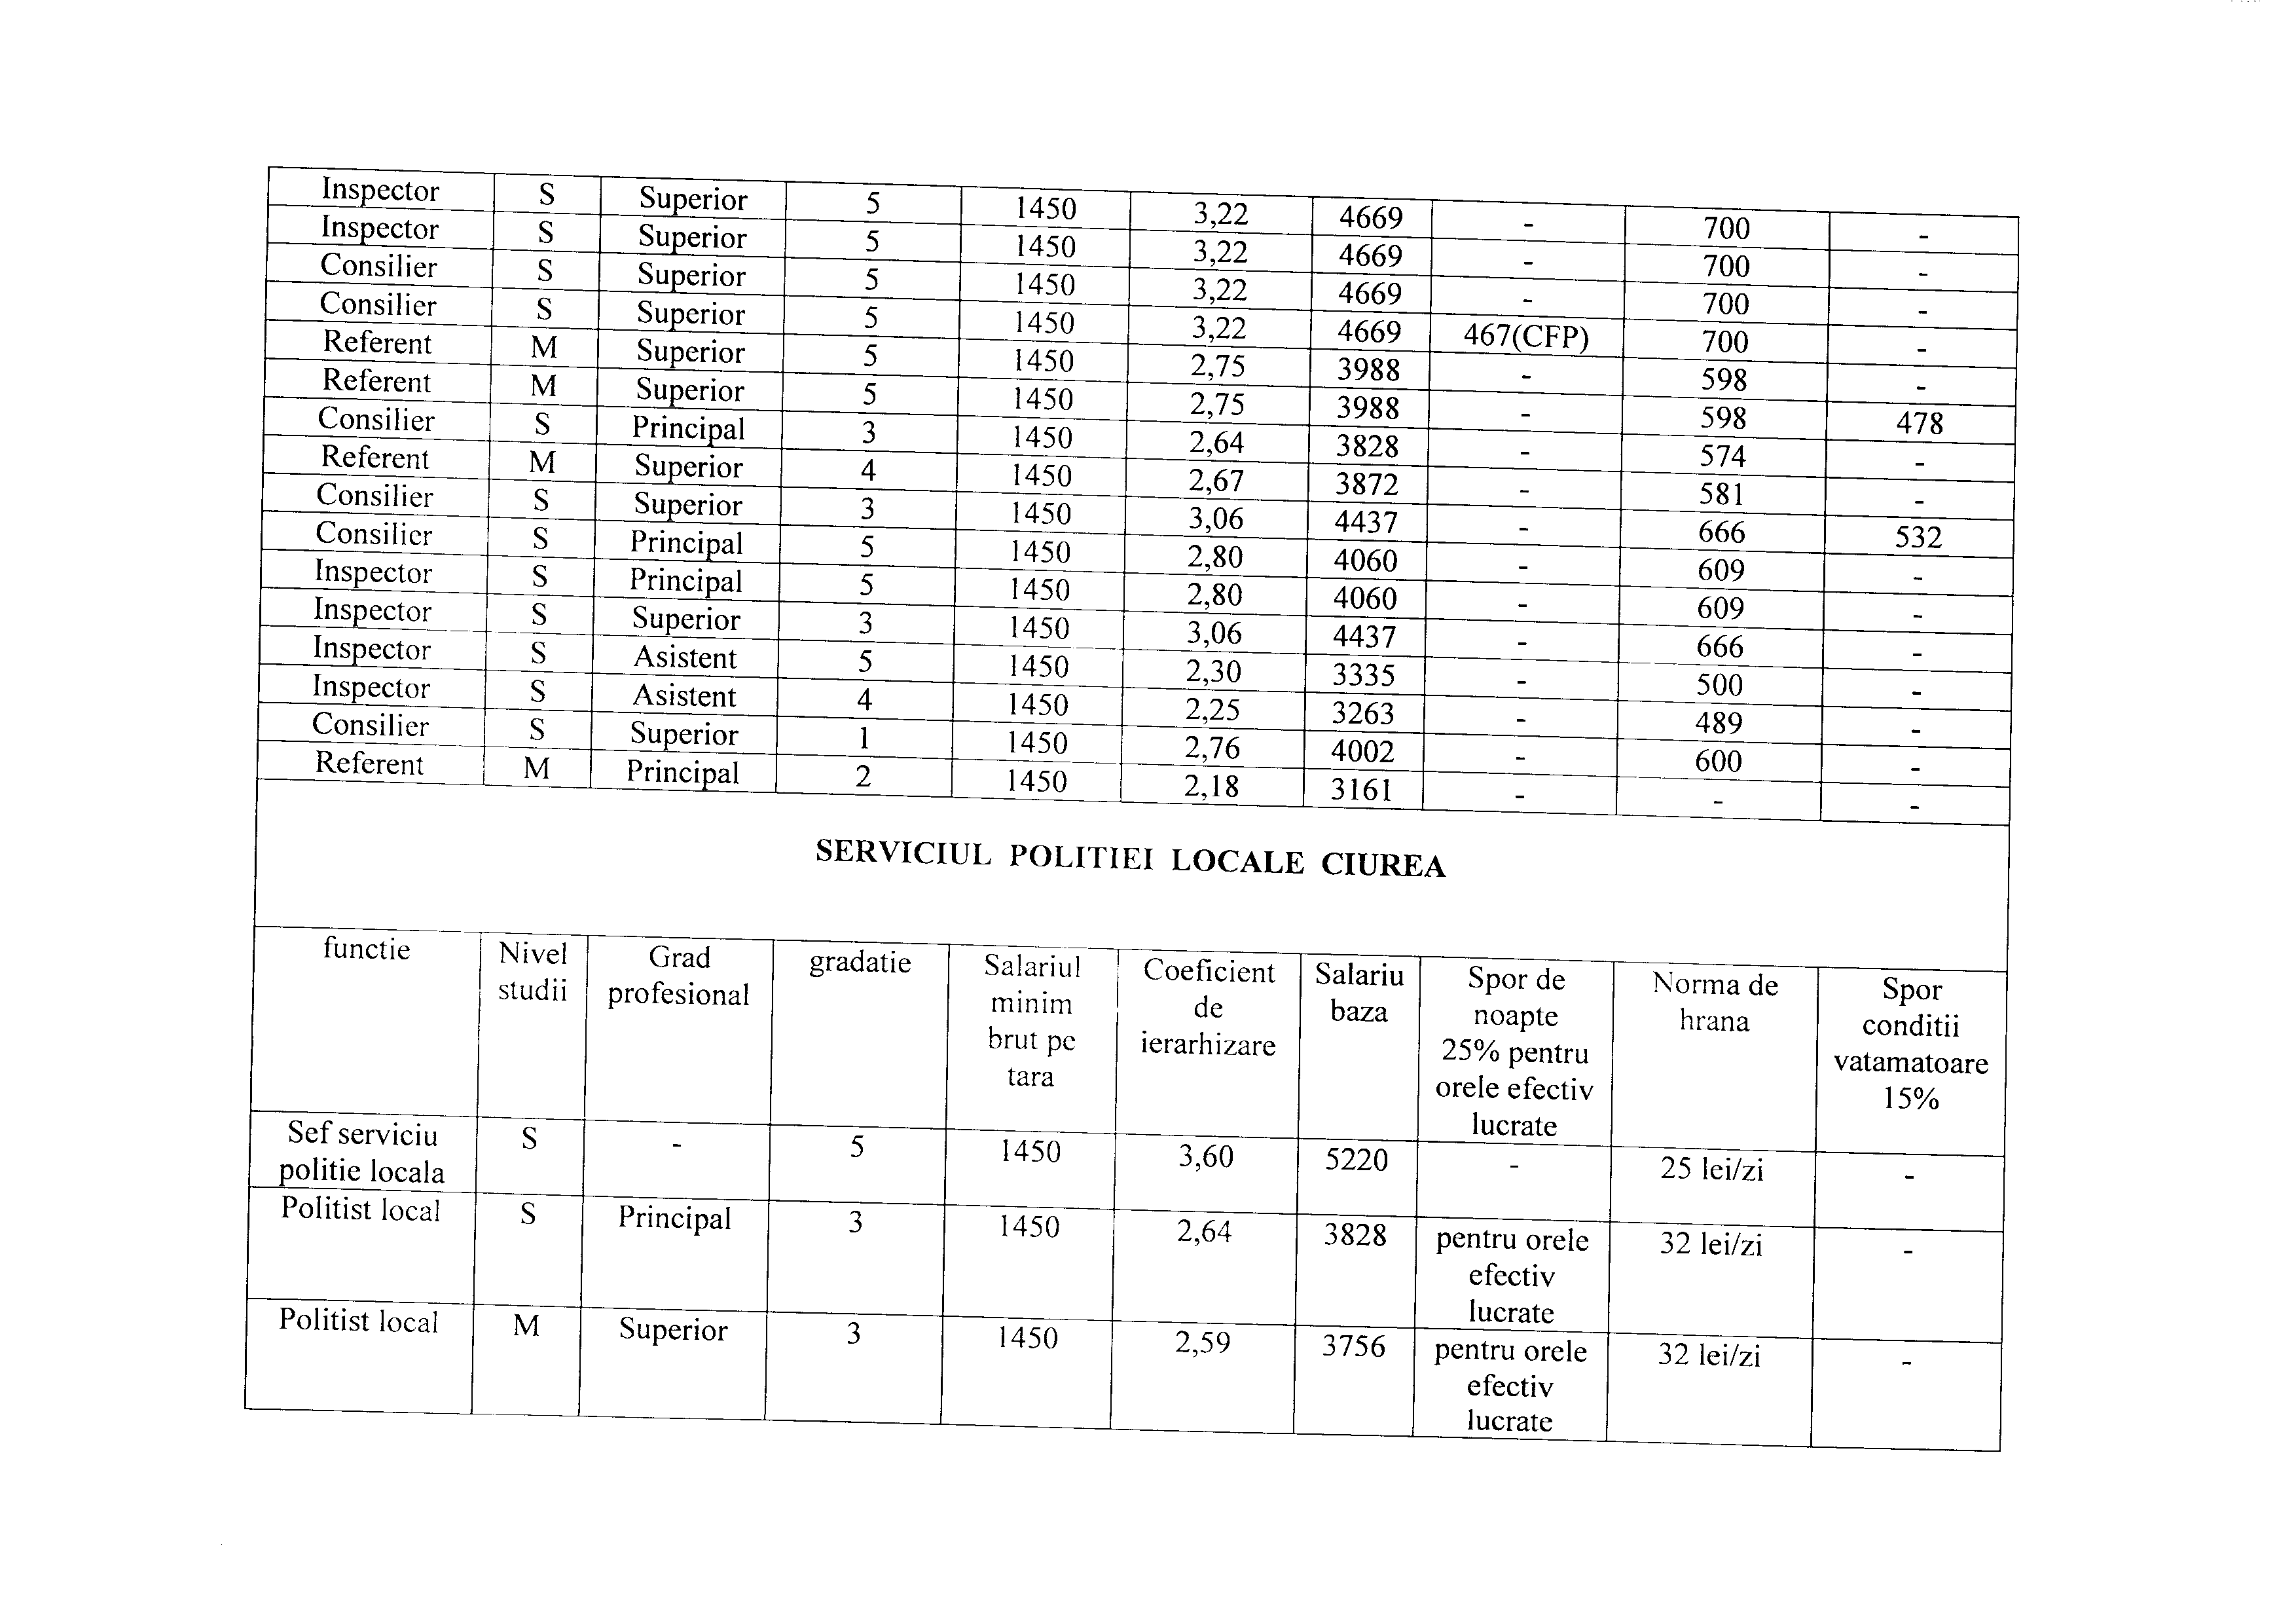 Inspector S Superior 5 1450 3,22 4669 - 700 -
Inspector S Superior 5 1450 3,22 4669 - 700 -
Consilier S Superior 5 1450 3,22 4669 - 700 -
Consilier S Superior 5 1450 3,22 4669 467(CFP) 700 -
Referent M Superior 5 1450 2,75 3988 - 598 -
Referent M Superior 5 1450 2,75 3988 - 598 478
Consilier S Principal 3 1450 2,64 3828 - 574 -
Referent M Superior 4 1450 2,67 3872 - 581 -
Consilier S Superior 3 1450 3,06 4437 - 666 532
Consilier S Principal 5 1450 2,80 4060 - 609 -
Inspector S Principal 5 1450 2,80 4060 - 609 -
Inspector S Superior 3 1450 3,06 4437 - 666 -
Inspector S Asistent 5 1450 2,30 3335 - 500 -
Inspector S Asistent 4 1450 2,25 3263 - 489 -
Consilier S Superior 1 1450 2,76 4002 - 600 -
Referent M Principal 2 1450 2,18 3161 - - -
SERVICIUL POLITIEI LOCALE CIUREA
functie
Nivel
studii
Grad
profesional
gradatie
Salariul
minim
brut pe
tara
Coeficient
de
ierarhizare
Salariu
baza
Spor de
noapte
25% pentru
orele efectiv
lucrate
Norma de
hrana
Spor
conditii
vatamatoare
15%
Sef serviciu
politie locala
S - 5 1450 3,60 5220 - 25 lei/zi -
Politist local S Principal 3 1450 2,64 3828
pentru orele
efectiv
lucrate
32 lei/zi -
Politist local M Superior 3 1450 2,59 3756
pentru orele
efectiv
lucrate
32 lei/zi -